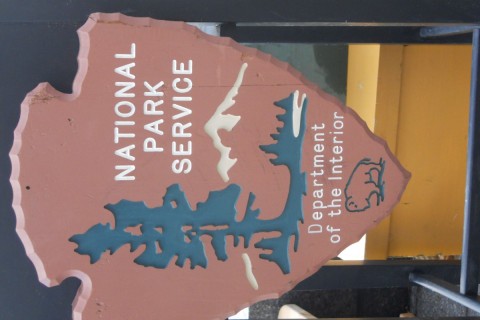 NATIONAL
PARK
SERVICE
Department
of the Interior